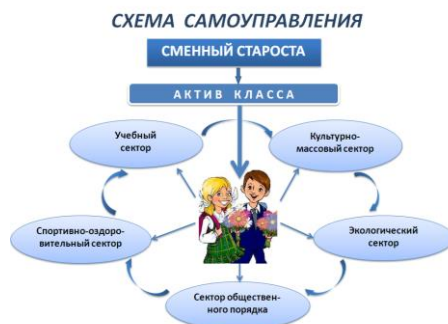 СХЕМА САМОУПРАВЛЕНИЯ
СМЕННЫЙ СТАРОСТА
АКТИВ КЛАССА
Учебный
сектор
Культурно-
массовый сектор
Спортивно-оздоро-
вительный сектор
Экологический
сектор
Сектор обществен-
ного порядка